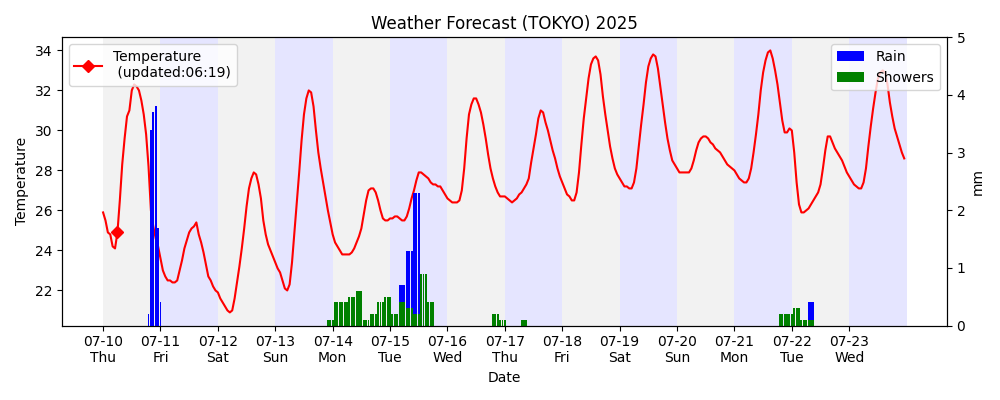 Weather Forecast (TOKYO) 2025
Temperature
(updated:06:19)
Rain
Showers
34
32
30
28
26
24
22
Temperature
5
4
3
2
1
0
mm
07-10 07-11 07-12 07-13 07-14 07-15 07-16 07-17 07-18 07-19 07-20 07-21 07-22 07-23
Thu Fri Sat Sun Mon Tue Wed Thu Fri Sat Sun Mon Tue Wed
Date